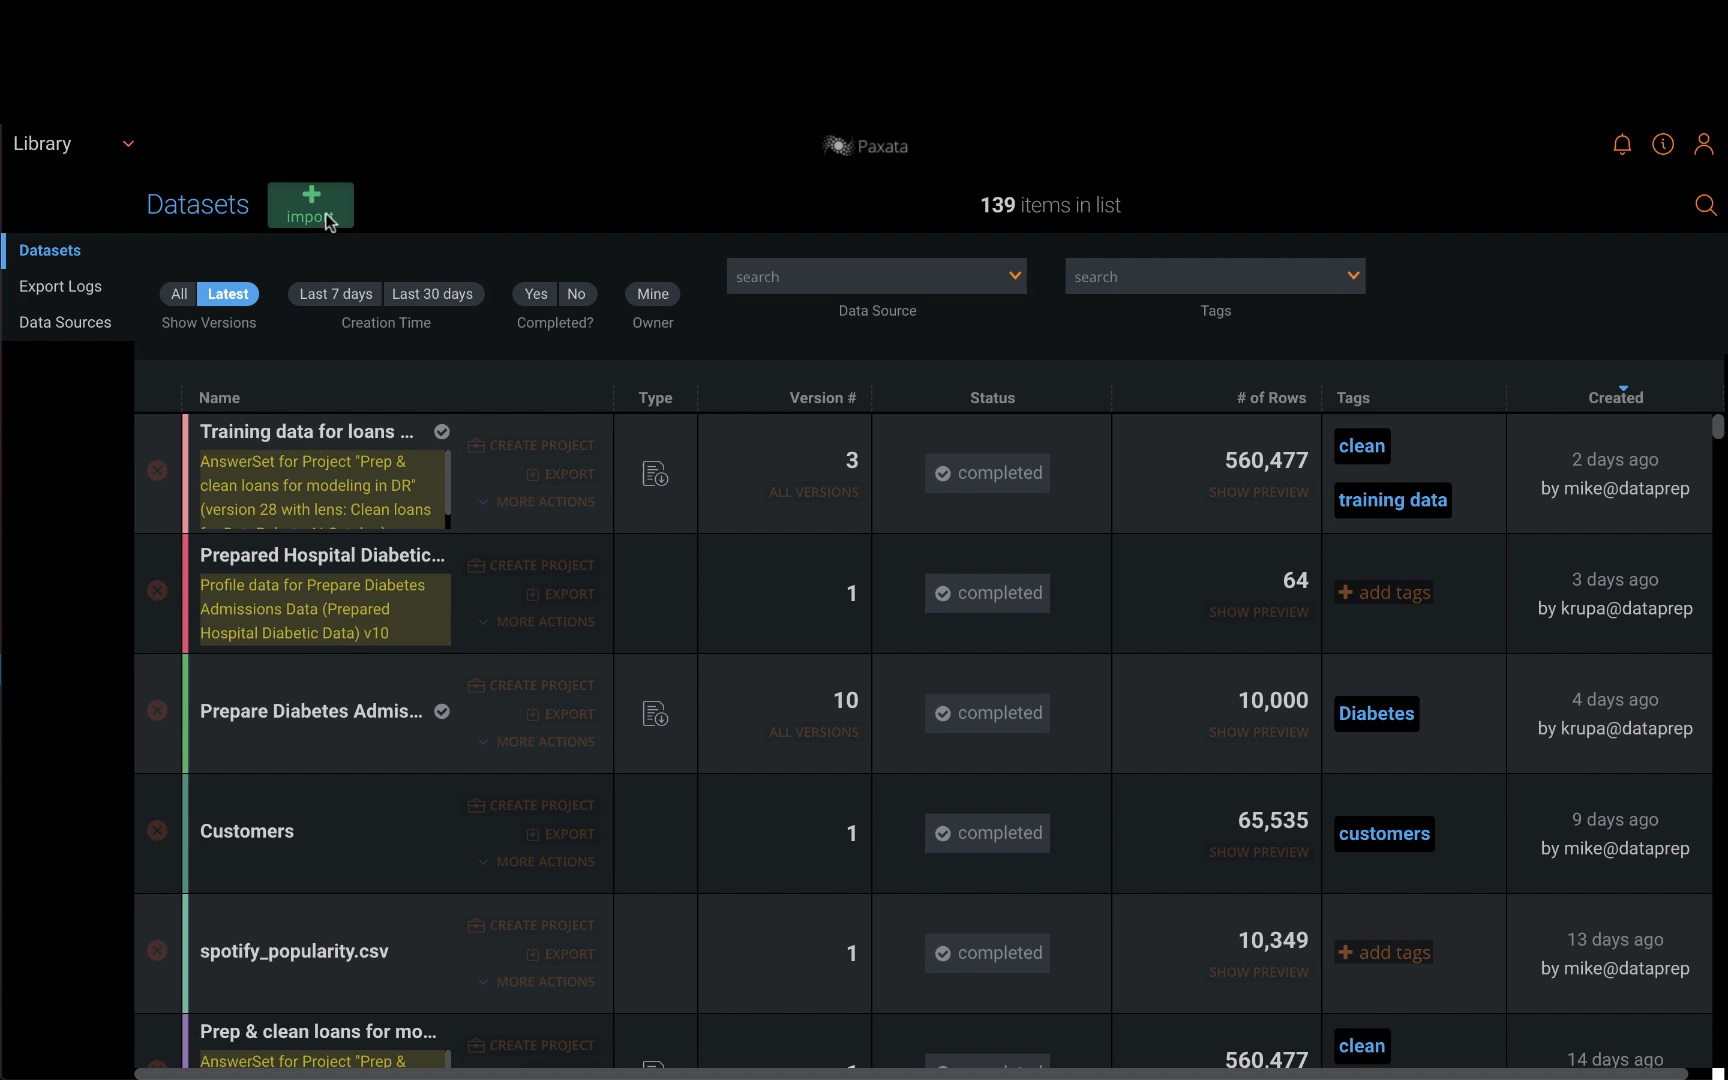 Library
Paxata
Datasets
import
139 items in list
Datasets
Export Logs
Data Sources
All Latest
Show Versions
Last 7 days Last 30 days
Creation Time
Yes No
Completed?
Mine
Owner
search
Data Source
search
Tags
Name Type Version # Status # of Rows Tags Created
Training data for loans ...
AnswerSet for Project "Prep &
clean loans for modeling in DR"
(version 28 with lens: Clean loans
CREATE PROJECT
EXPORT
MORE ACTIONS
3
ALL VERSIONS
completed
560,477
SHOW PREVIEW
clean
training data
2 days ago
by mike@dataprep
Prepared Hospital Diabetic...
Profile data for Prepare Diabetes
Admissions Data (Prepared
Hospital Diabetic Data) v10
CREATE PROJECT
EXPORT
MORE ACTIONS
1
completed
64
SHOW PREVIEW
+ add tags
3 days ago
by krupa@dataprep
Prepare Diabetes Admis...
CREATE PROJECT
EXPORT
MORE ACTIONS
10
ALL VERSIONS
completed
10,000
SHOW PREVIEW
Diabetes
4 days ago
by krupa@dataprep
Customers
CREATE PROJECT
EXPORT
MORE ACTIONS
1
completed
65,535
SHOW PREVIEW
customers
9 days ago
by mike@dataprep
spotify_popularity.csv
CREATE PROJECT
EXPORT
MORE ACTIONS
1
completed
10,349
SHOW PREVIEW
+ add tags
13 days ago
by mike@dataprep
Prep & clean loans for mo...
AnswerSet for Project "Prep &
CREATE PROJECT
560,477
clean
14 days ago